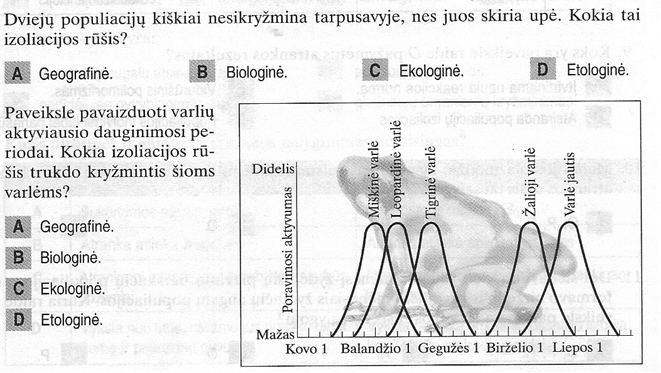 Dviejų populiacijų kiškiai nesikryžmina tarpusavyje, nes juos skiria upė. Kokia tai
izoliacijos rūšis?
A Geografinė.
B Biologinė.
C Ekologinė.
D Etologinė.
Paveiksle pavaizduoti varlių
aktyviausio dauginimosi pe-
riodai. Kokia izoliacijos rū-
šis trukdo kryžmintis šioms
varlėms?
A Geografinė.
B Biologinė.
C Ekologinė.
D Etologinė.
Didelis
Poravimosi aktyvumas
Mažas
Miškinė varlė
Leopardinė varlė
Tigrinė varlė
Žalioji varlė
Varlė jautis
Kovo 1 Balandžio 1 Gegužės 1 Birželio 1 Liepos 1